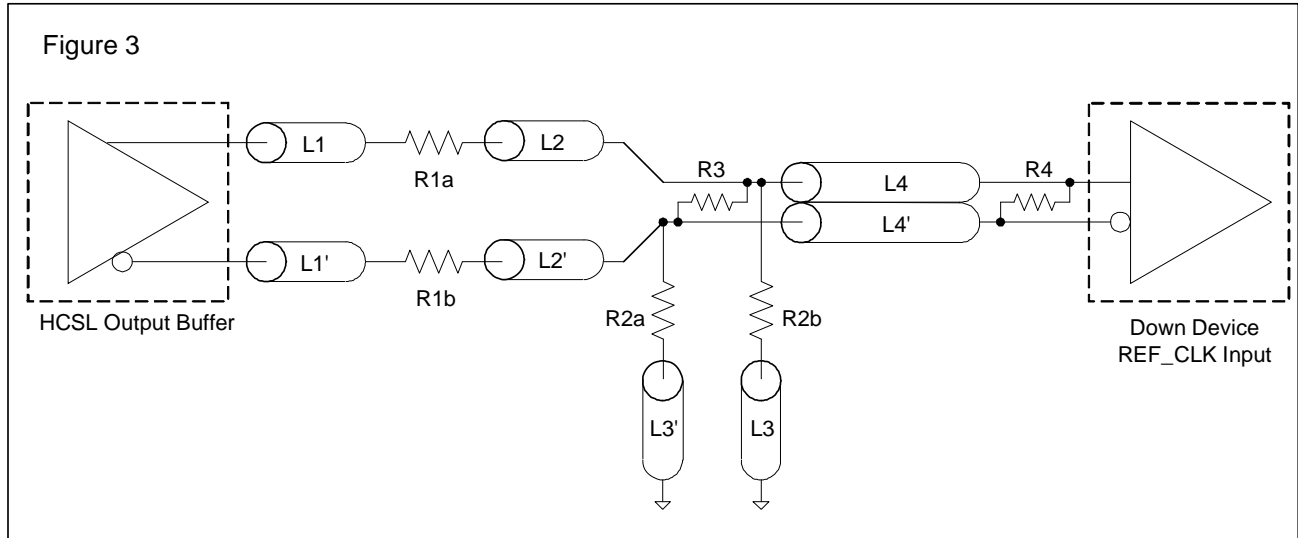 Figure 3
L1
R1a
L2
R3
L4
R4
L4'
L1'
R1b
L2'
HCSL Output Buffer
R2a
R2b
Down Device
REF_CLK Input
L3'
L3